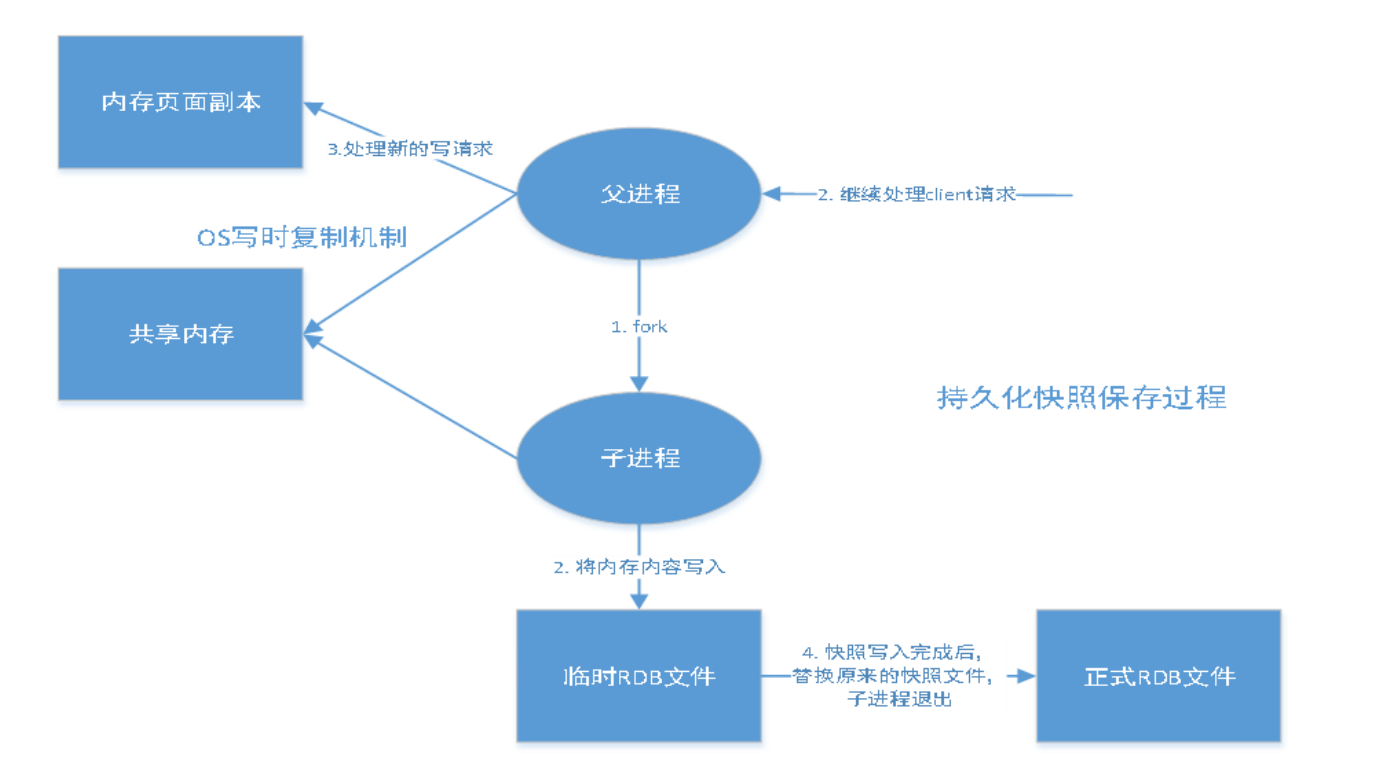 内存页面副本
3.处理新的写请求
父进程
2. 继续处理client请求
OS写时复制机制
共享内存
1. fork
持久化快照保存过程
子进程
2. 将内存内容写入
临时RDB文件
4. 快照写入完成后,
替换原来的快照文件,
子进程退出
正式RDB文件